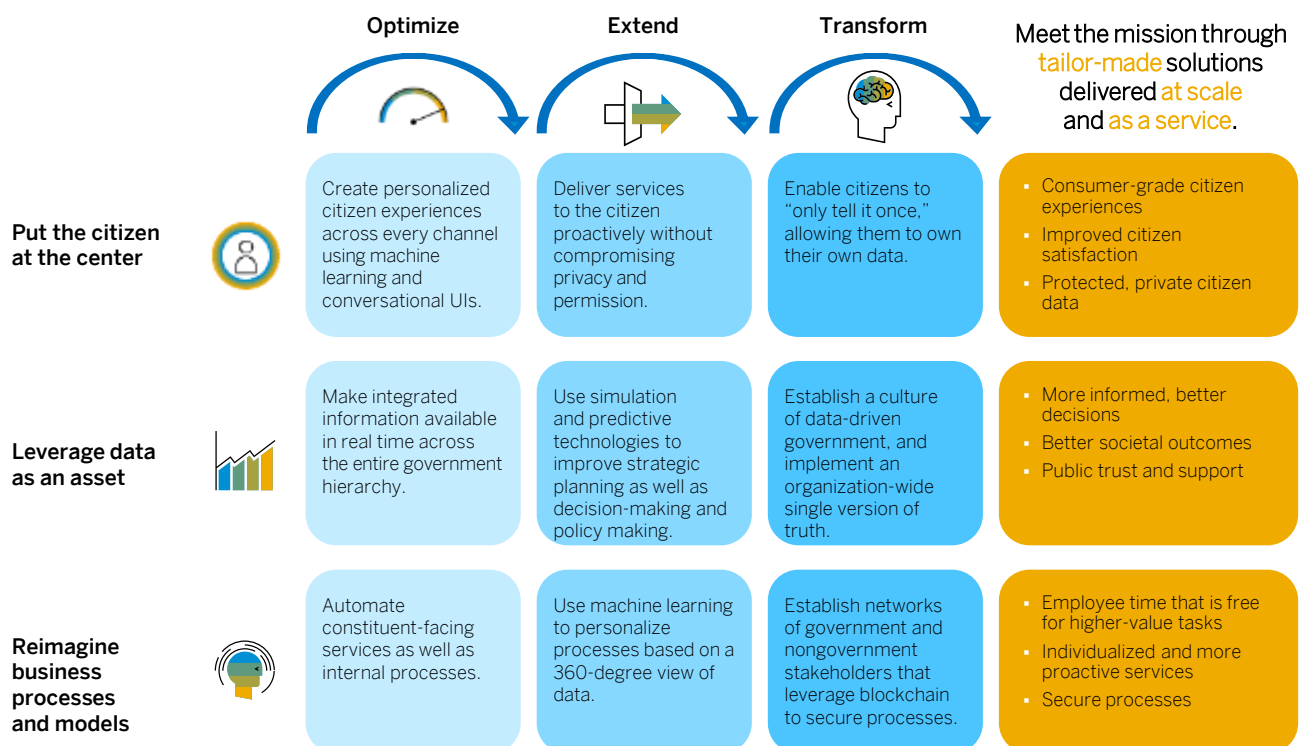 Optimize
Extend
Transform
Meet the mission through
tailor-made solutions
delivered at scale
and as a service.
Put the citizen
at the center
Create personalized
citizen experiences
across every channel
using machine
learning and
conversational UIs.
Deliver services
to the citizen
proactively without
compromising
privacy and
permission.
Enable citizens to
“only tell it once,”
allowing them to own
their own data.
▪ Consumer-grade citizen
experiences
▪ Improved citizen
satisfaction
▪ Protected, private citizen
data
Leverage data
as an asset
Make integrated
information available
in real time across
the entire government
hierarchy.
Use simulation
and predictive
technologies to
improve strategic
planning as well as
decision-making and
policy making.
Establish a culture
of data-driven
government, and
implement an
organization-wide
single version of
truth.
▪ More informed, better
decisions
▪ Better societal outcomes
▪ Public trust and support
Reimagine
business
processes
and models
Automate
constituent-facing
services as well as
internal processes.
Use machine learning
to personalize
processes based on a
360-degree view of
data.
Establish networks
of government and
nongovernment
stakeholders that
leverage blockchain
to secure processes.
▪ Employee time that is free
for higher-value tasks
▪ Individualized and more
proactive services
▪ Secure processes